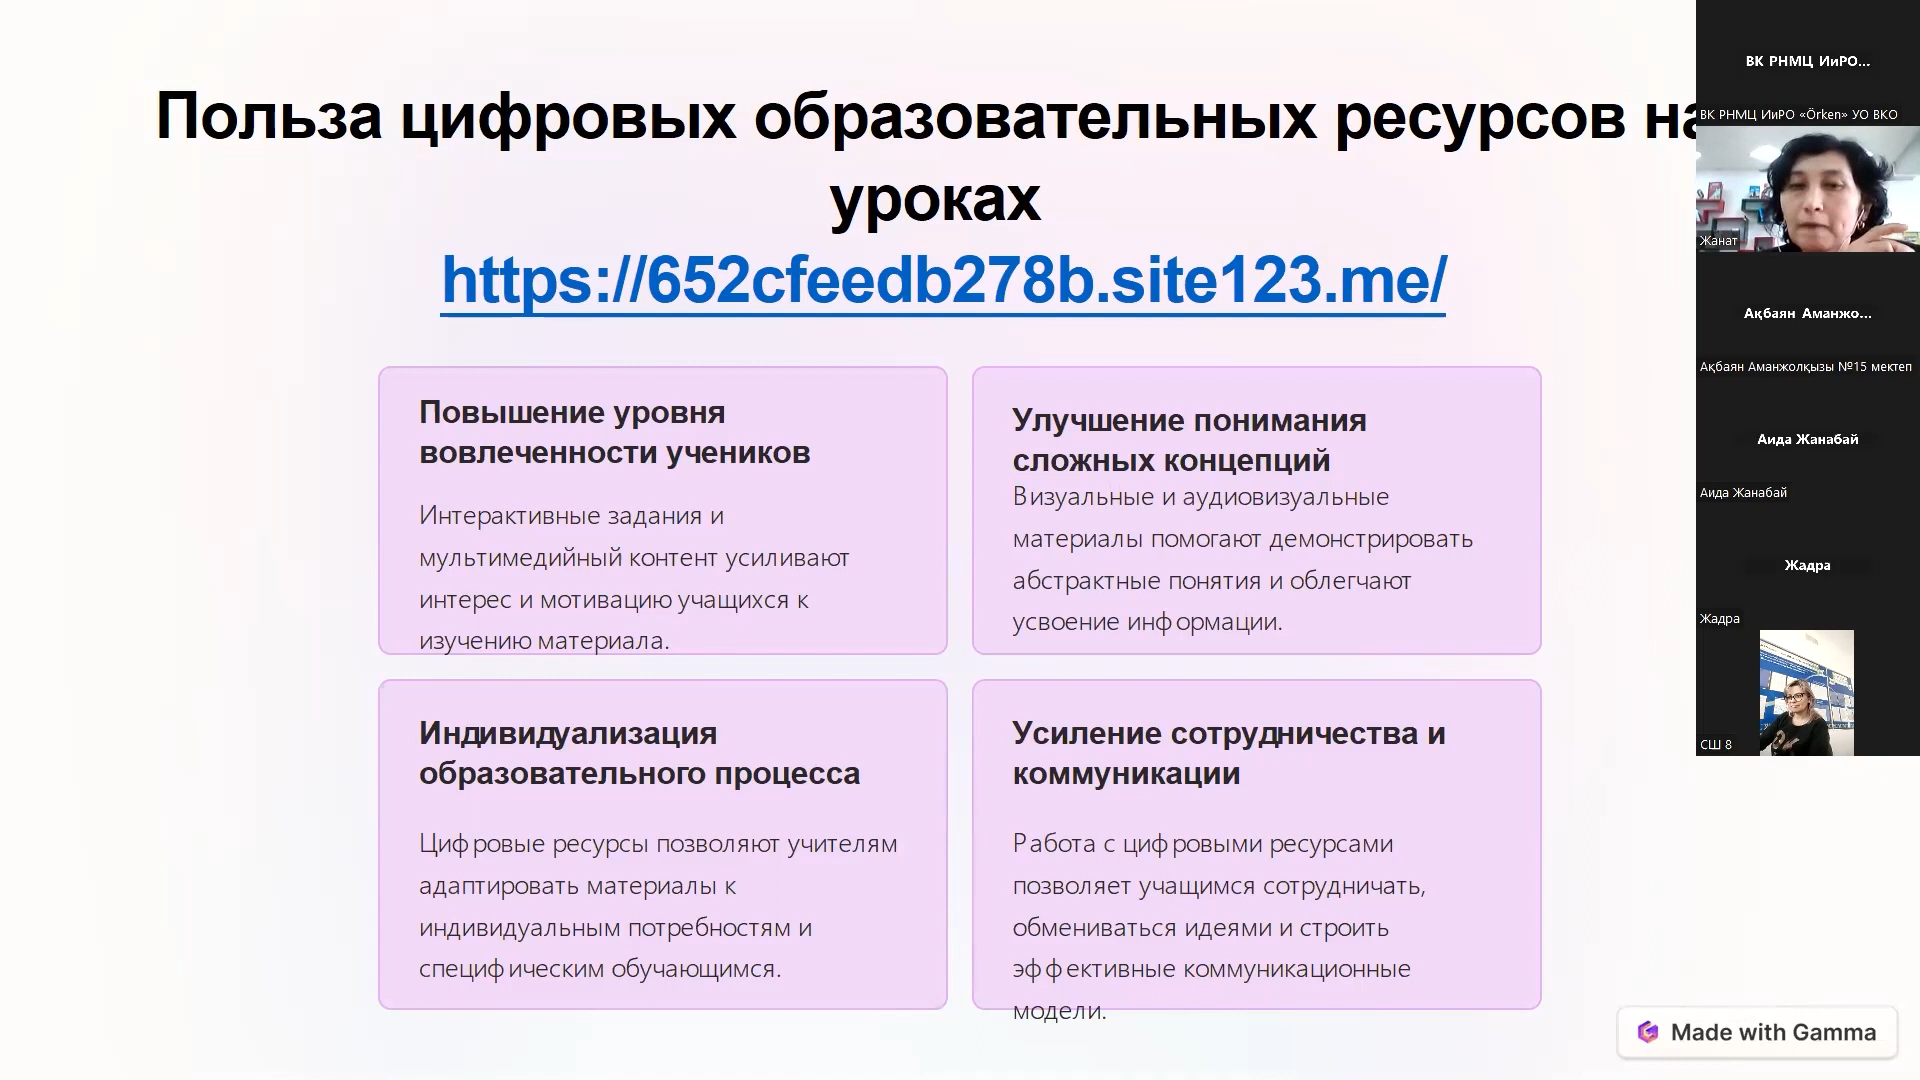 Польза цифровых образовательных ресурсов на
уроках
https://652cfeedb278b.site123.me/
Повышение уровня
вовлеченности учеников
Интерактивные задания и
мультимедийный контент усиливают
интерес и мотивацию учащихся к
изучению материала.
Улучшение понимания
сложных концепций
Визуальные и аудиовизуальные
материалы помогают демонстрировать
абстрактные понятия и облегчают
усвоение информации.
Индивидуализация
образовательного процесса
Цифровые ресурсы позволяют учителям
адаптировать материалы к
индивидуальным потребностям и
специфическим обучающимся.
Усиление сотрудничества и
коммуникации
Работа с цифровыми ресурсами
позволяет учащимся сотрудничать,
обмениваться идеями и строить
эффективные коммуникационные
модели.
Made with Gamma
ВК РНМЦ ИиРО...
ВК РНМЦ ИиРО «Örken» УО ВКО
Жанат
Ақбаян Аманжо...
Ақбаян Аманжолқызы №15 мектеп
Аида Жанабай
Аида Жанабай
Жадра
Жадра
СШ 8